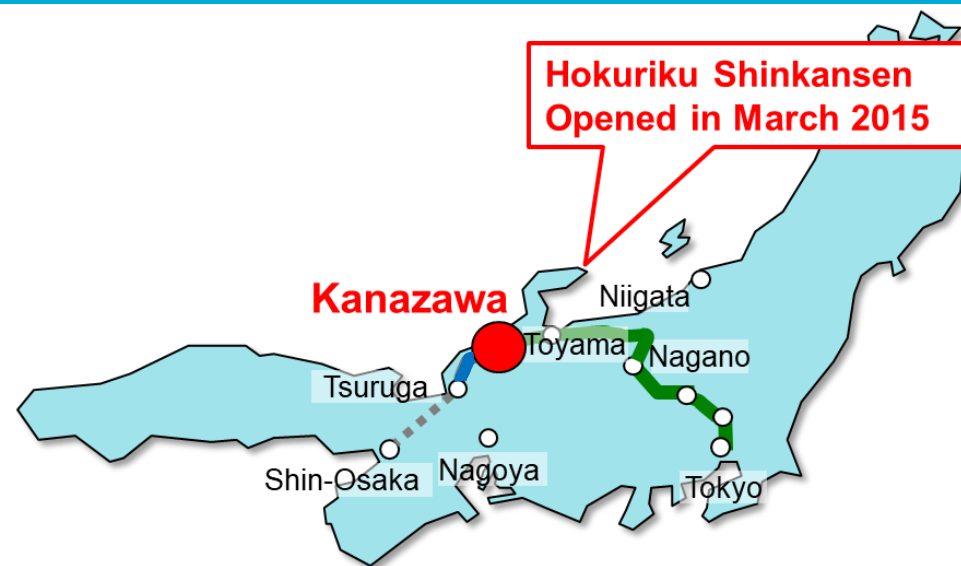 Hokuriku Shinkansen
Opened in March 2015
Kanazawa
Niigata
Toyama
Nagano
Tsuruga
Shin-Osaka
Nagoya
Tokyo